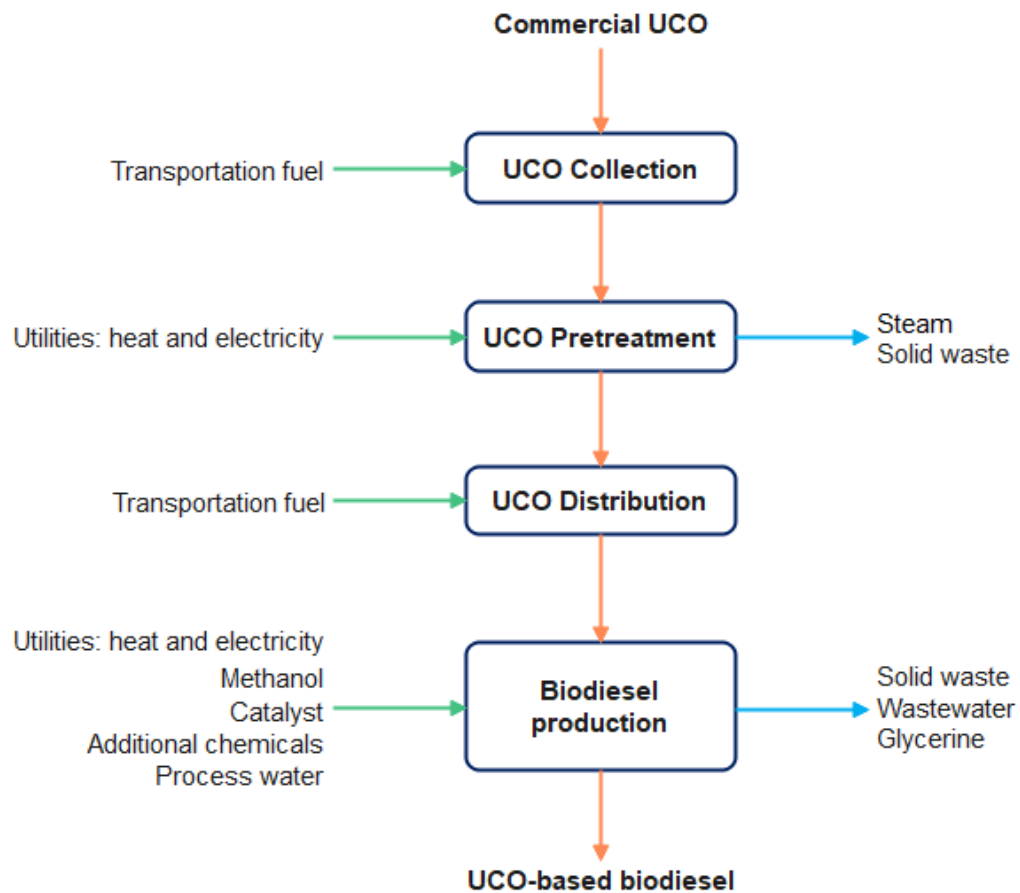 Commercial UCO
Transportation fuel
UCO Collection
Utilities: heat and electricity
UCO Pretreatment
Steam
Solid waste
Transportation fuel
UCO Distribution
Utilities: heat and electricity
Methanol
Catalyst
Additional chemicals
Process water
Biodiesel
production
Solid waste
Wastewater
Glycerine
UCO-based biodiesel